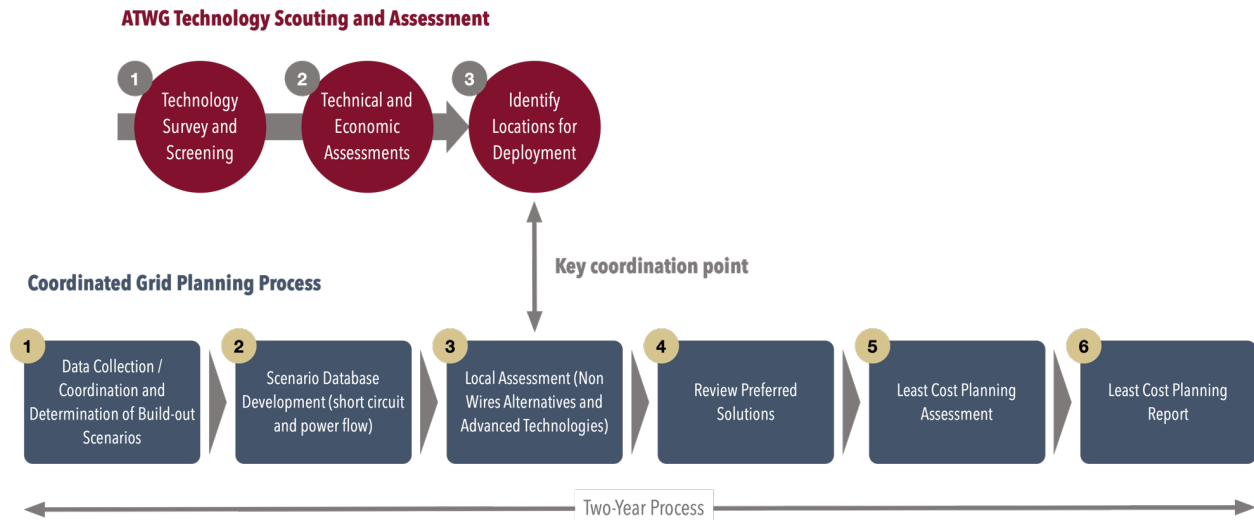 ATWG Technology Scouting and Assessment
1
Technology
Survey and
Screening
2
Technical and
Economic
Assessments
3
Identify
Locations for
Deployment
Key coordination point
Coordinated Grid Planning Process
1
Data Collection /
Coordination and
Determination of Build-out
Scenarios
2
Scenario Database
Development (short circuit
and power flow)
3
Local Assessment (Non
Wires Alternatives and
Advanced Technologies)
4
Review Preferred
Solutions
5
Least Cost Planning
Assessment
6
Least Cost Planning
Report
Two-Year Process